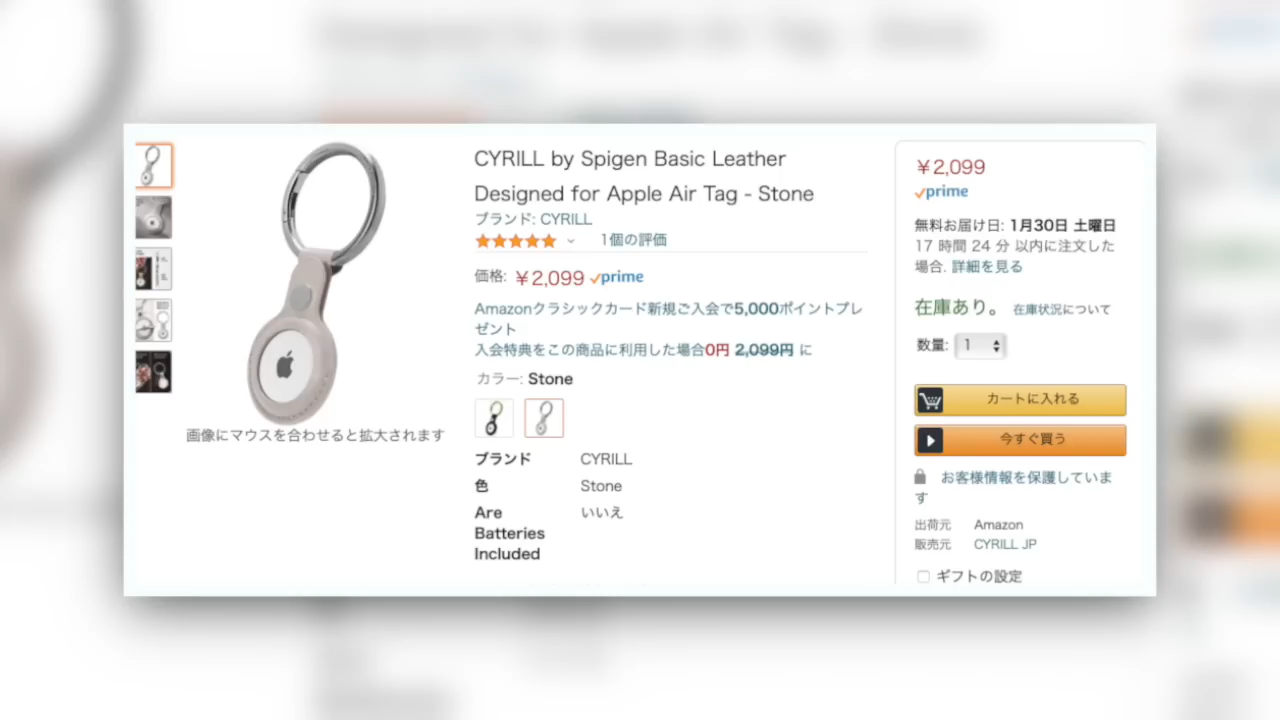 CYRILL by Spigen Basic Leather
Designed for Apple Air Tag - Stone
ブランド: CYRILL
1個の評価
価格: ￥2,099 prime
Amazonクラシックカード新規ご入会で5,000ポイントプレ
ゼント
入会特典をこの商品に利用した場合0円 2,099円 に
カラー: Stone
画像にマウスを合わせると拡大されます
ブランド CYRILL
色 Stone
Are いいえ
Batteries
Included
￥2,099
prime
無料お届け日: 1月30日 土曜日
17 時間 24 分 以内に注文した
場合. 詳細を見る
在庫あり。 在庫状況について
数量: 1
カートに入れる
今すぐ買う
お客様情報を保護していま
す
出荷元 Amazon
販売元 CYRILL JP
ギフトの設定